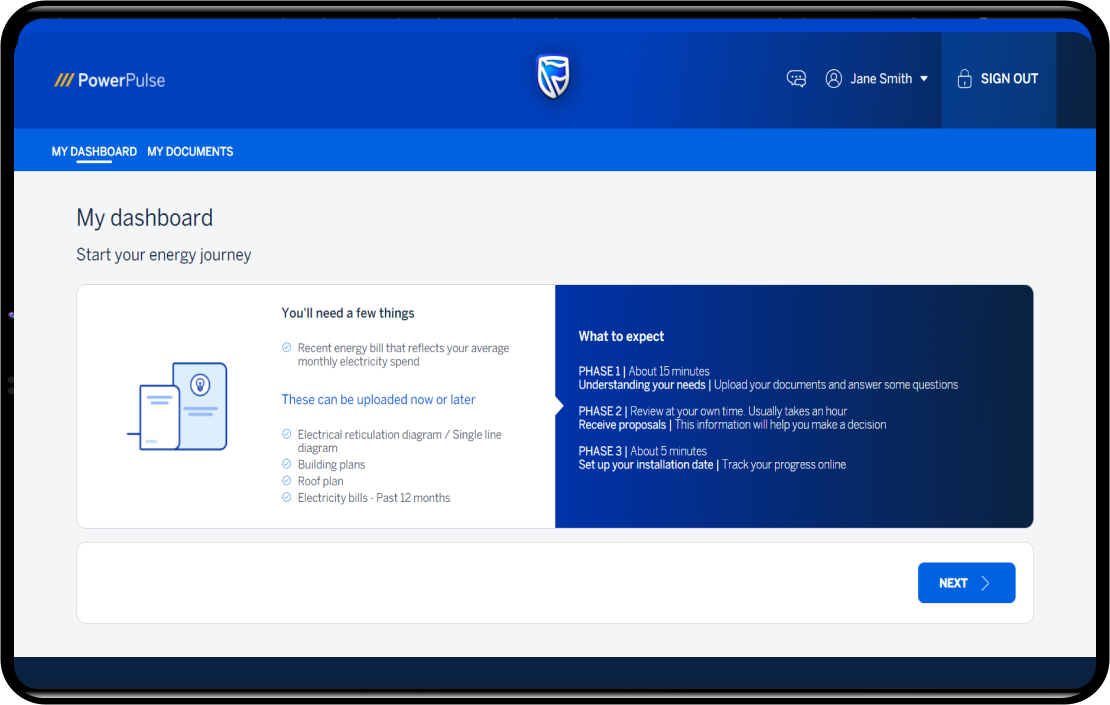 PowerPulse
Jane Smith
SIGN OUT
MY DASHBOARD MY DOCUMENTS
My dashboard
Start your energy journey
You'll need a few things
Recent energy bill that reflects your average
monthly electricity spend
These can be uploaded now or later
Electrical reticulation diagram / Single line
diagram
Building plans
Roof plan
Electricity bills - Past 12 months
What to expect
PHASE 1 | About 15 minutes
Understanding your needs | Upload your documents and answer some questions
PHASE 2 | Review at your own time. Usually takes an hour
Receive proposals | This information will help you make a decision
PHASE 3 | About 5 minutes
Set up your installation date | Track your progress online
NEXT